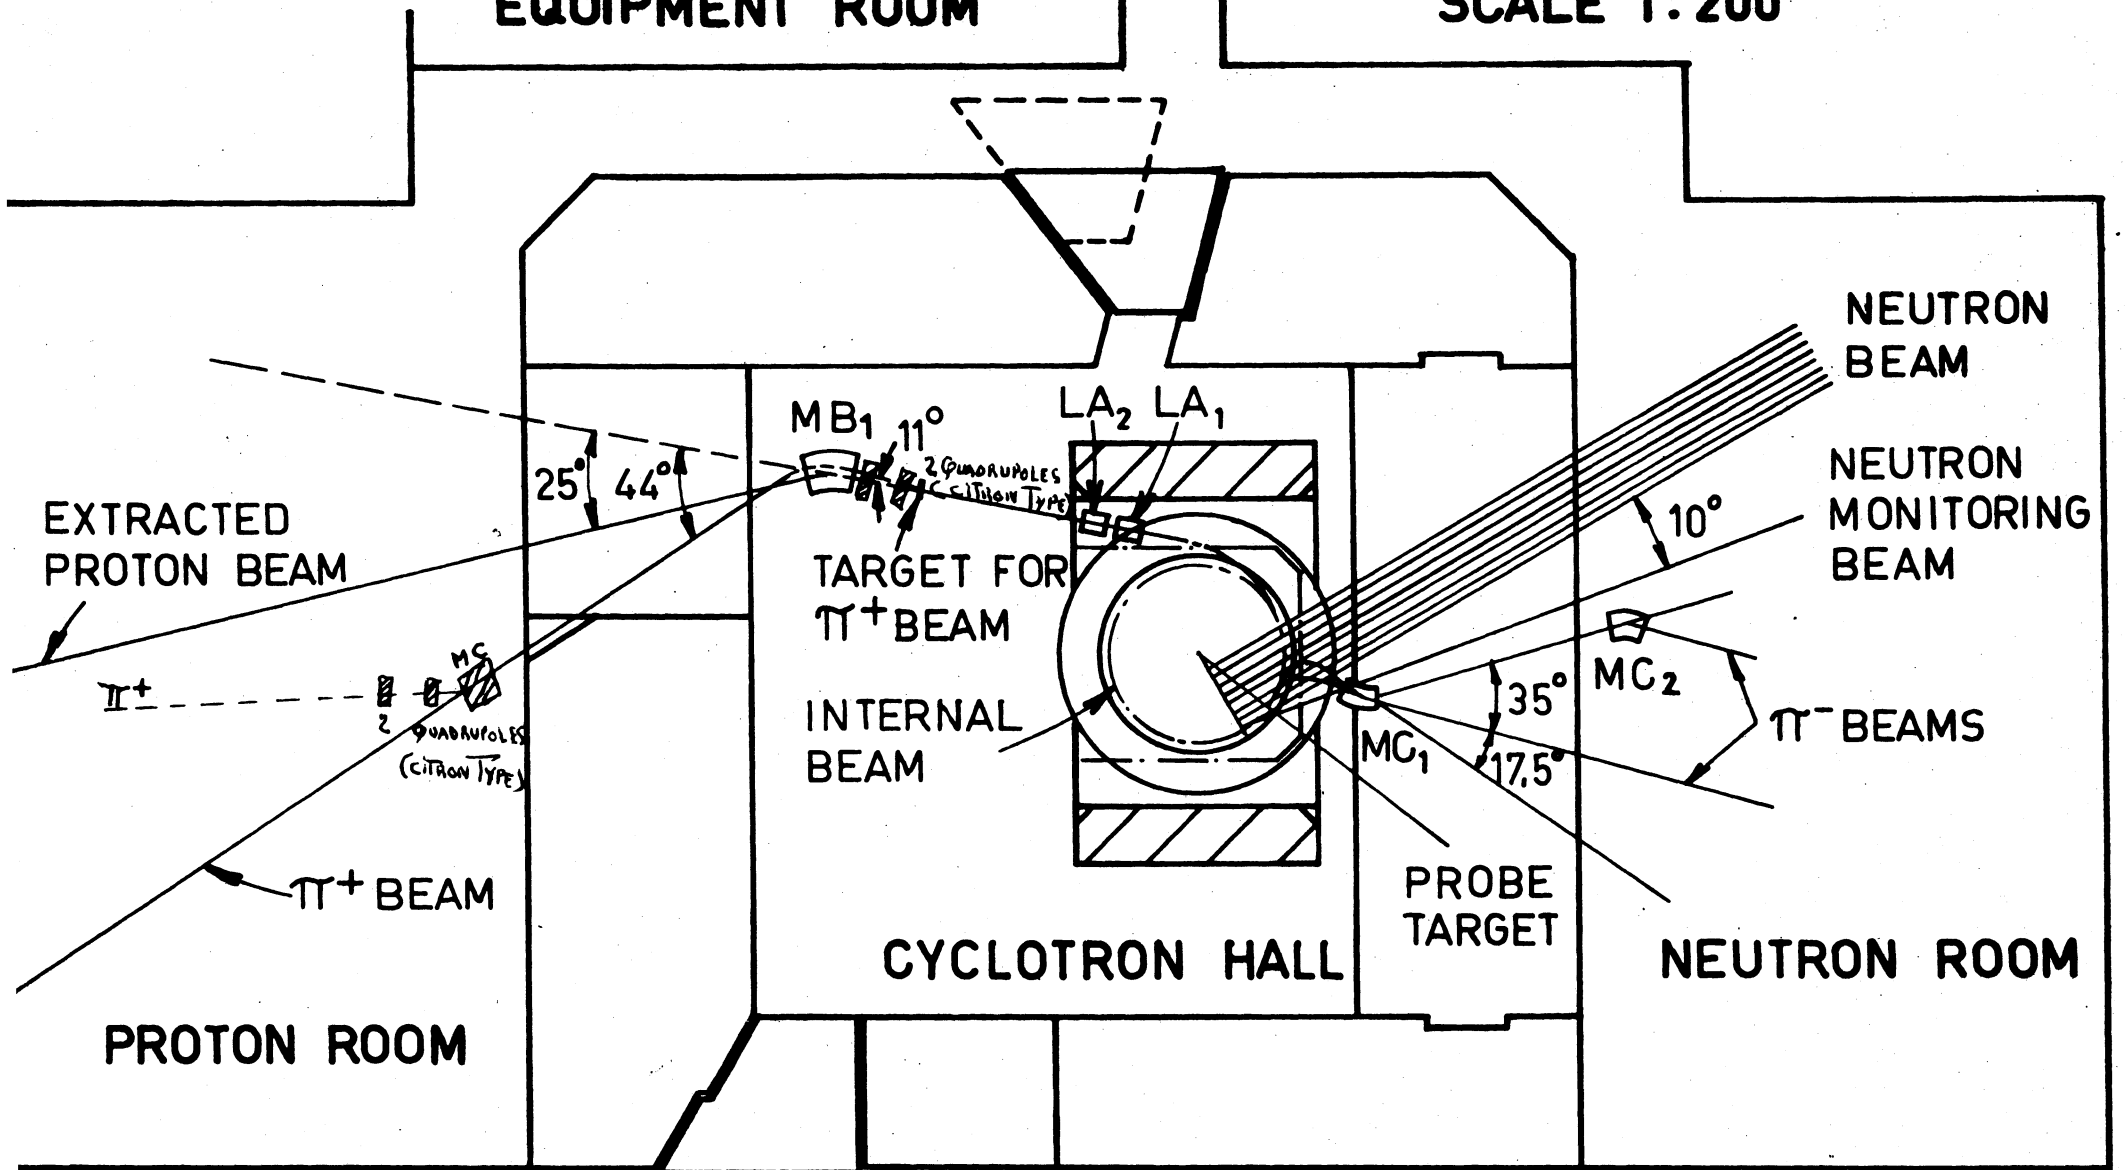 EQUIPMENT ROOM
SCALE 1:200
NEUTRON
BEAM
LA2 LA1
MB1
11°
2 QUADRUPOLES
(CITRON TYPE)
25°
44°
NEUTRON
MONITORING
BEAM
10°
EXTRACTED
PROTON BEAM
TARGET FOR
π+ BEAM
MC
π+
2 QUADRUPOLES
(CITRON TYPE)
INTERNAL
BEAM
MC2
35°
π- BEAMS
MC1
17,5°
π+ BEAM
PROBE
TARGET
CYCLOTRON HALL
NEUTRON ROOM
PROTON ROOM